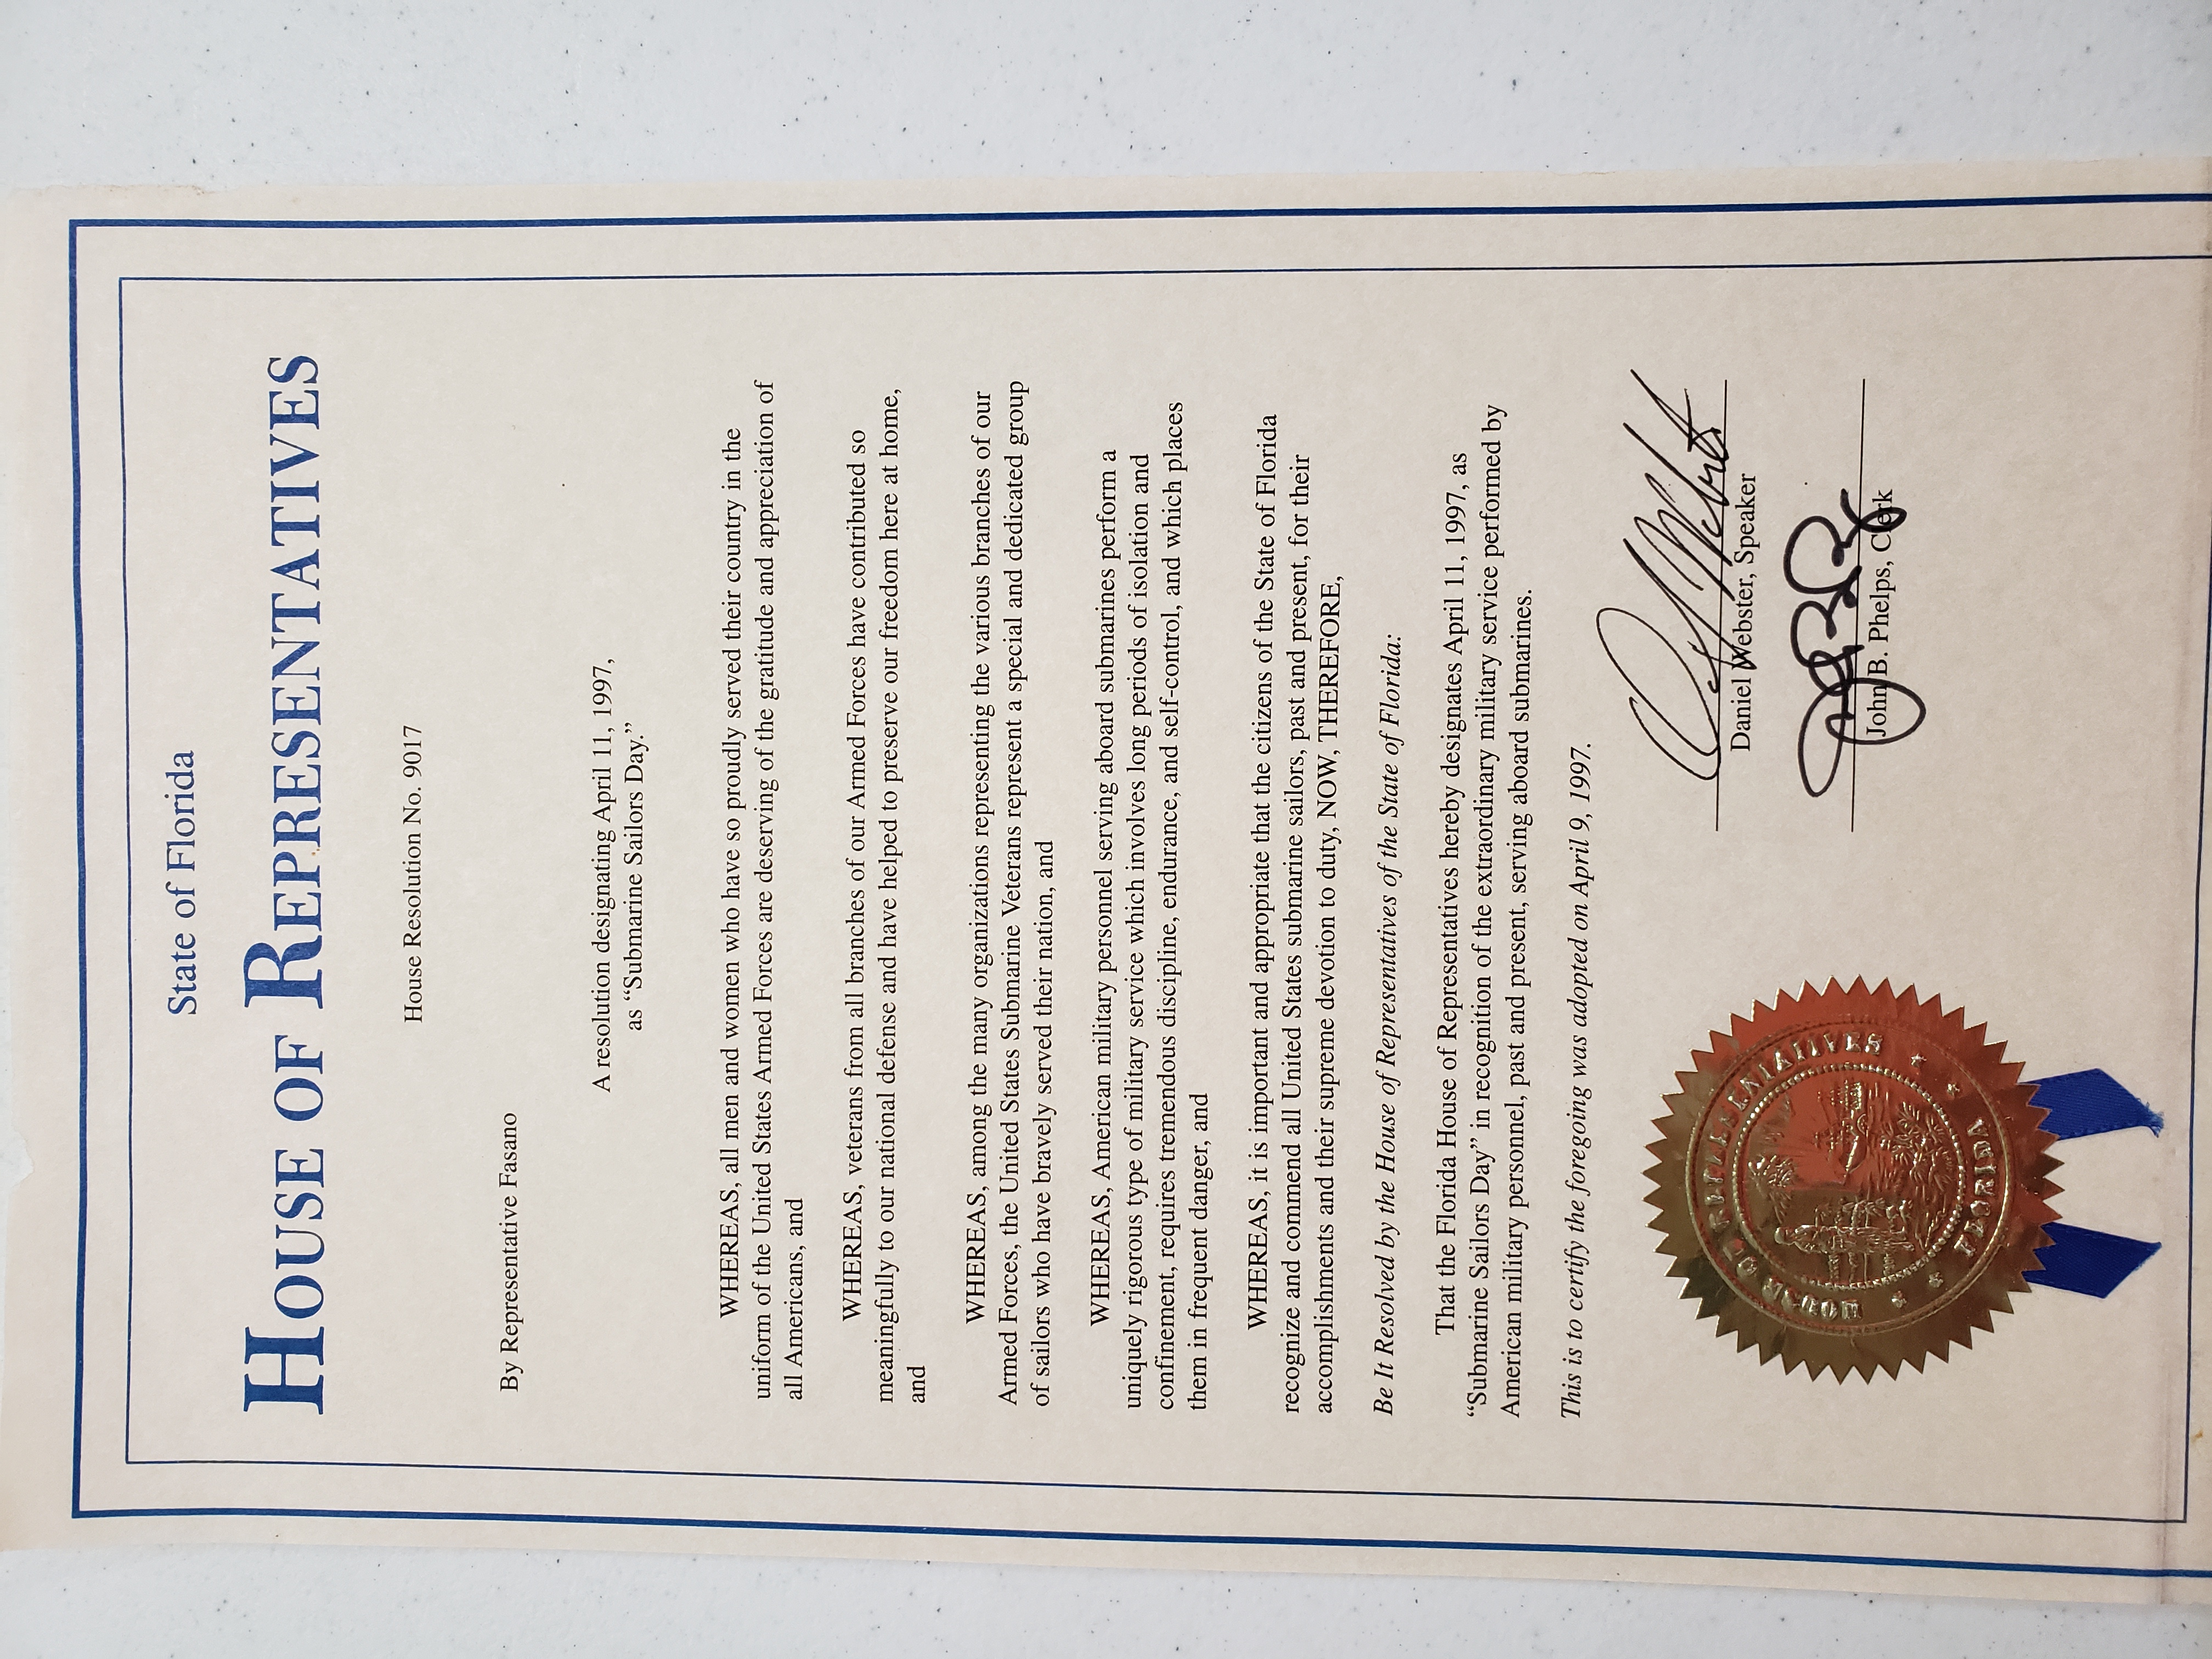 State of Florida
HOUSE OF REPRESENTATIVES
House Resolution No. 9017
By Representative Fasano
A resolution designating April 11, 1997,
as “Submarine Sailors Day.”
WHEREAS, all men and women who have so proudly served their country in the
uniform of the United States Armed Forces are deserving of the gratitude and appreciation of
all Americans, and
WHEREAS, veterans from all branches of our Armed Forces have contributed so
meaningfully to our national defense and have helped to preserve our freedom here at home,
and
WHEREAS, among the many organizations representing the various branches of our
Armed Forces, the United States Submarine Veterans represent a special and dedicated group
of sailors who have bravely served their nation, and
WHEREAS, American military personnel serving aboard submarines perform a
uniquely rigorous type of military service which involves long periods of isolation and
confinement, requires tremendous discipline, endurance, and self-control, and which places
them in frequent danger, and
WHEREAS, it is important and appropriate that the citizens of the State of Florida
recognize and commend all United States submarine sailors, past and present, for their
accomplishments and their supreme devotion to duty, NOW, THEREFORE,
Be It Resolved by the House of Representatives of the State of Florida:
That the Florida House of Representatives hereby designates April 11, 1997, as
“Submarine Sailors Day” in recognition of the extraordinary military service performed by
American military personnel, past and present, serving aboard submarines.
This is to certify the foregoing was adopted on April 9, 1997.
Daniel Webster, Speaker
John B. Phelps, Clerk
HOUSE OF REPRESENTATIVES
FLORIDA